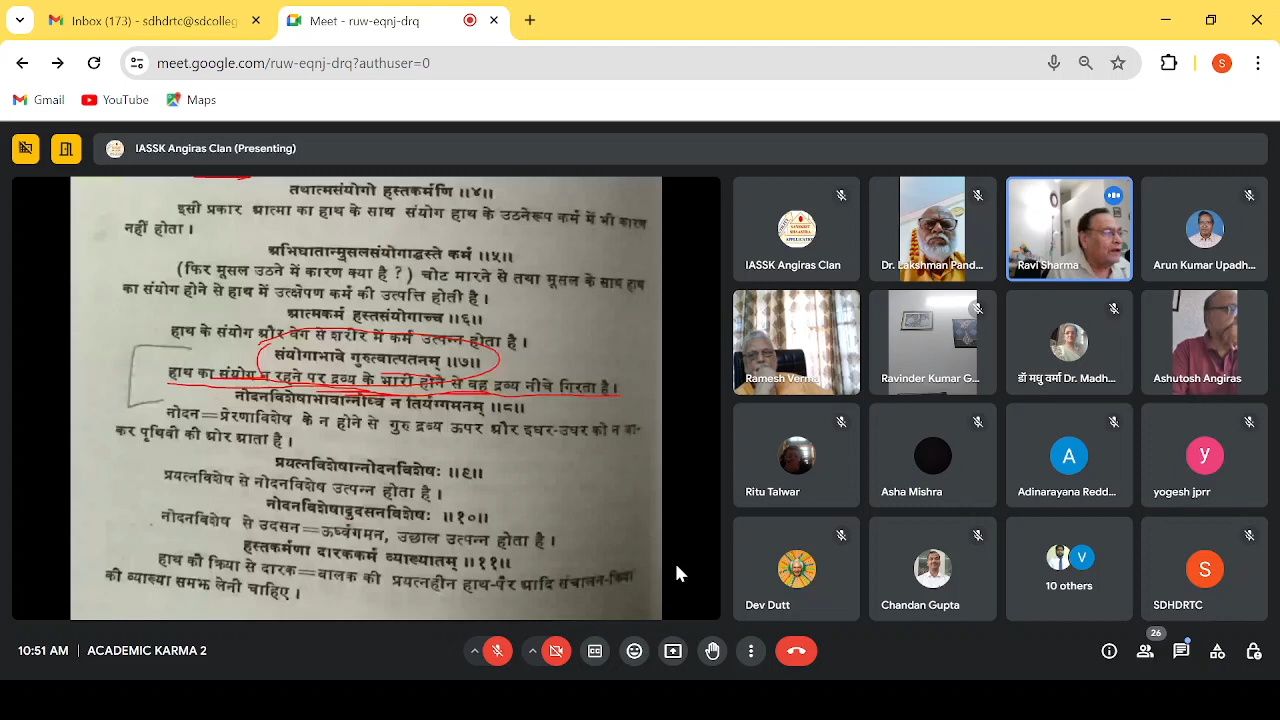 Inbox (173) - sdhdrtc@sdcolleg
Meet - ruw-eqnj-drq
meet.google.com/ruw-eqnj-drq?authuser=0
S
Gmail
YouTube
Maps
IASSK Angiras Clan (Presenting)
तथात्मसंयोगो हस्तकर्मणि ॥४॥
इसी प्रकार आत्मा का हाथ के साथ संयोग हाथ के उठनेरूप कर्म में भी कारण
नहीं होता।
अभिघातान्मुसलसंयोगाद्धस्ते कर्म ॥५॥
(फिर मूसल उठने में कारण क्या है ?) चोट मारने से तथा मूसल के साथ हाथ
का संयोग होने से हाथ में उत्क्षेपण कर्म की उत्पत्ति होती है।
आत्मकर्म हस्तसंयोगाच्च ॥६॥
हाथ के संयोग और वेग से शरीर में कर्म उत्पन्न होता है।
संयोगाभावे गुरुत्वात्पतनम् ॥७॥
हाथ का संयोग न रहने पर द्रव्य के भारी होने से वह द्रव्य नीचे गिरता है।
नोदनविशेषाभावान्नोर्ध्वं न तिर्यग्गमनम् ॥८॥
नोदन=प्रेरणाविशेष के न होने से गुरु द्रव्य ऊपर और इधर-उधर को न जा-
कर पृथिवी की ओर आता है।
प्रयत्नविशेषान्नोदनविशेषः ॥९॥
प्रयत्नविशेष से नोदनविशेष उत्पन्न होता है।
नोदनविशेषादुदसनविशेषः ॥१०॥
नोदनविशेष से उदसन=ऊर्ध्वगमन, उछाल उत्पन्न होता है।
हस्तकर्मणा दारककर्म व्याख्यातम् ॥११॥
हाथ की क्रिया से दारक=बालक की प्रयत्नहीन हाथ-पैर आदि संचालन-क्रिया
की व्याख्या समझ लेनी चाहिए।
IASSK Angiras Clan
Dr. Lakshman Pand...
Ravi Sharma
Arun Kumar Upadh...
Ramesh Verma
Ravinder Kumar G...
डॉ मधु वर्मा Dr. Madh...
Ashutosh Angiras
Ritu Talwar
Asha Mishra
A
Adinarayana Redd...
y
yogesh jprr
Dev Dutt
Chandan Gupta
V
10 others
S
SDHDRTC
10:51 AM | ACADEMIC KARMA 2
26